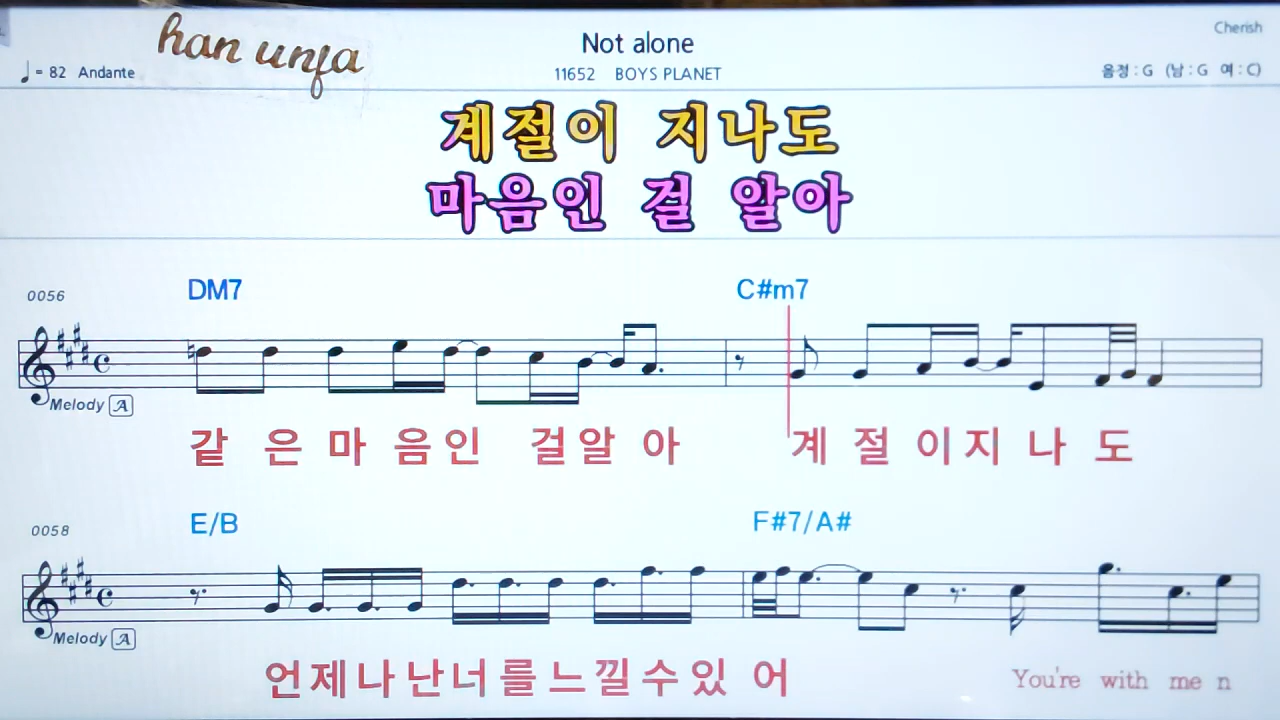 han unja
Not alone
Cherish
♩ = 82 Andante
11652 BOYS PLANET
음정 : G (남 : G 여 : C)
계절이 지나도
마음인 걸 알아
0056
DM7
C#m7
Melody A
같 은 마 음인 걸알 아 계 절 이지 나 도
0058
E/B
F#7/A#
Melody A
언제나난너를느낄수있 어 You're with me n